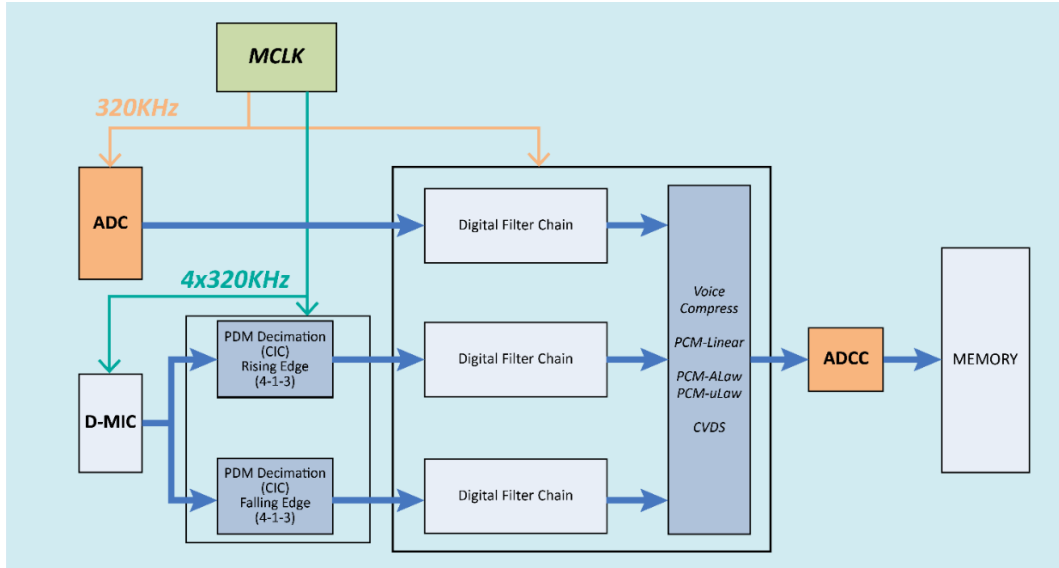 MCLK
320KHz
ADC
Digital Filter Chain
4x320KHz
Voice
Compress
PCM-Linear
PCM-ALaw
PCM-uLaw
CVDS
PDM Decimation
(CIC)
Rising Edge
(4-1-3)
Digital Filter Chain
ADCC
MEMORY
D-MIC
PDM Decimation
(CIC)
Falling Edge
(4-1-3)
Digital Filter Chain